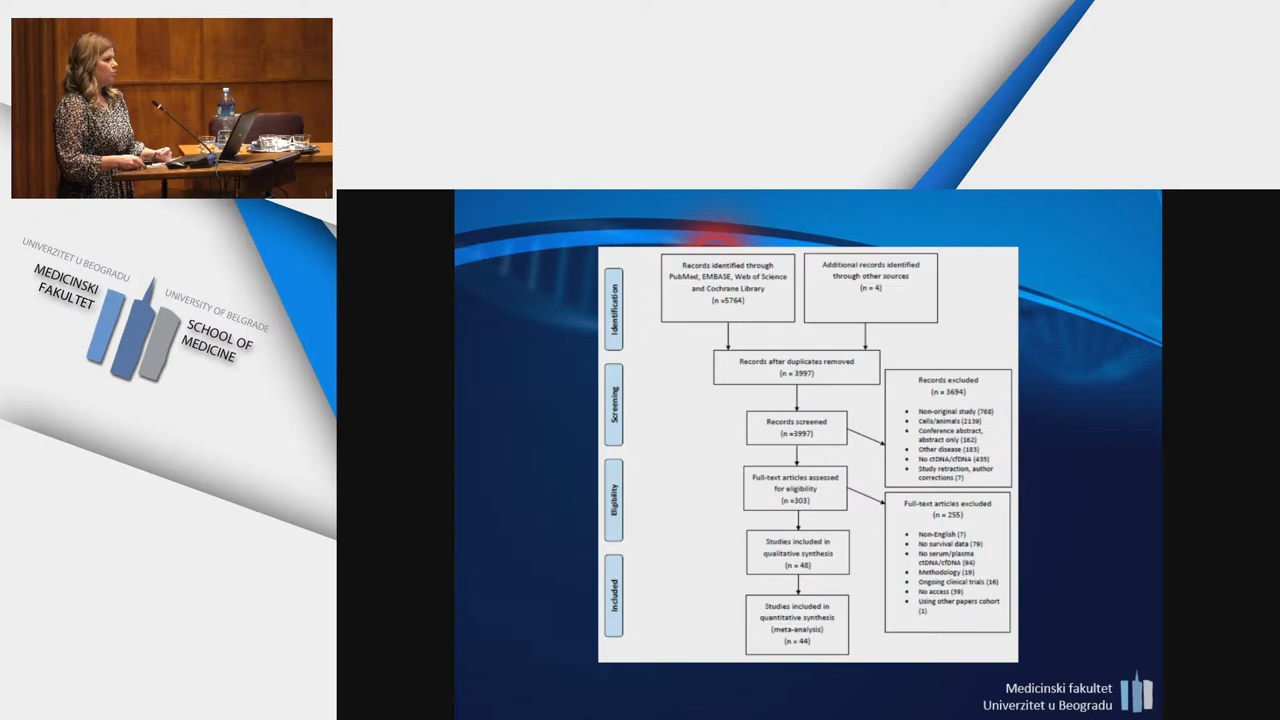 UNIVERZITET U BEOGRADU
MEDICINSKI
FAKULTET
UNIVERSITY OF BELGRADE
SCHOOL OF
MEDICINE
Identification
Records identified through
PubMed, EMBASE, Web of Science
and Cochrane Library
(n =5764)
Additional records identified
through other sources
(n = 4)
Records after duplicates removed
(n = 3997)
Screening
Records screened
(n =3997)
Records excluded
(n = 3694)
• Non-original study (768)
• Cells/animals (2139)
• Conference abstract,
abstract only (162)
• Other disease (183)
• No ctDNA/cfDNA (435)
• Study retraction, author
corrections (7)
Eligibility
Full-text articles assessed
for eligibility
(n =303)
Full-text articles excluded
(n = 255)
• Non-English (7)
• No survival data (79)
• No serum/plasma
ctDNA/cfDNA (94)
• Methodology (19)
• Ongoing clinical trials (16)
• No access (39)
• Using other papers cohort
(1)
Studies included in
qualitative synthesis
(n = 48)
Included
Studies included in
quantitative synthesis
(meta-analysis)
(n = 44)
Medicinski fakultet
Univerzitet u Beogradu